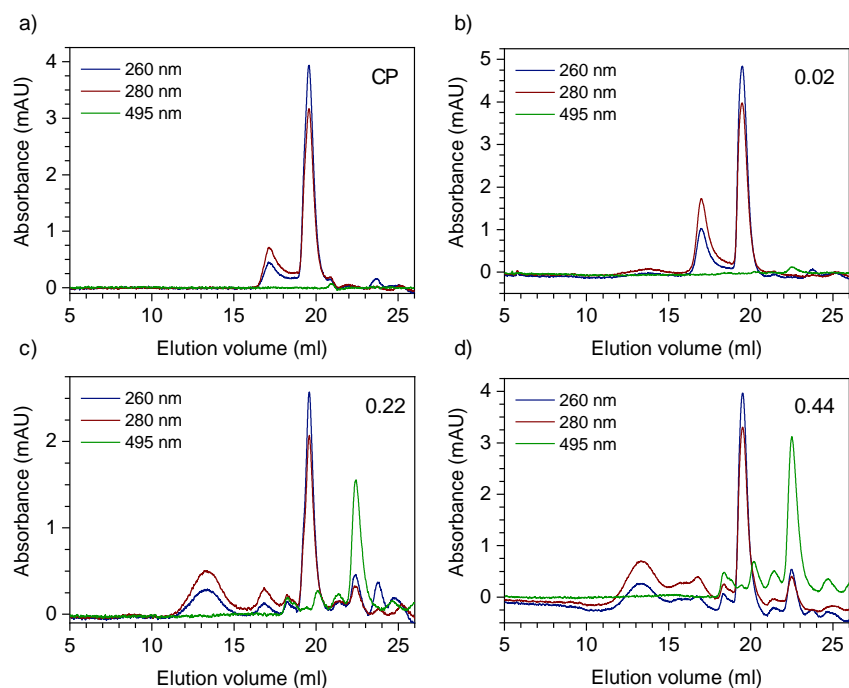 a)
CP
260 nm
280 nm
495 nm
Absorbance (mAU)
4
3
2
1
0
5 10 15 20 25
Elution volume (ml)
b)
0.02
260 nm
280 nm
495 nm
Absorbance (mAU)
5
4
3
2
1
0
5 10 15 20 25
Elution volume (ml)
c)
0.22
260 nm
280 nm
495 nm
Absorbance (mAU)
2
1
0
5 10 15 20 25
Elution volume (ml)
d)
0.44
260 nm
280 nm
495 nm
Absorbance (mAU)
4
3
2
1
0
5 10 15 20 25
Elution volume (ml)